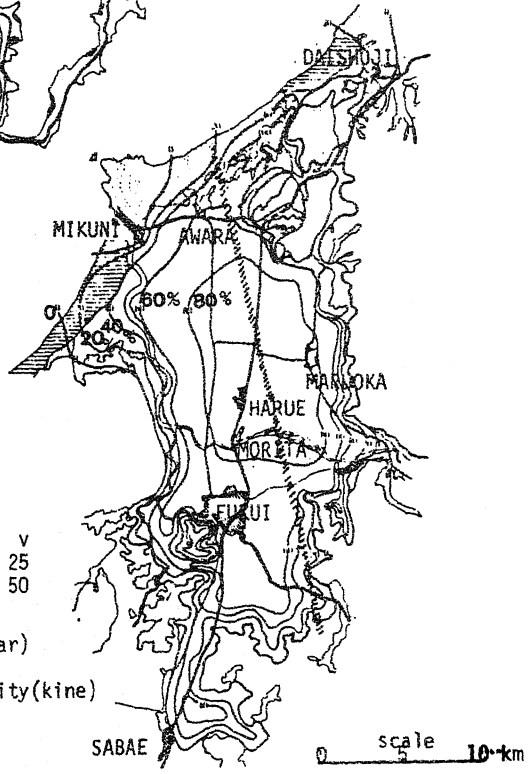 DAISHOJI
MIKUNI
AWARA
0
60% 80%
40%
20%
MARUOKA
HARUE
MORITA
FUKUI
v
25
50
ar)
ity(kine)
SABAE
scale
0 5 10 km